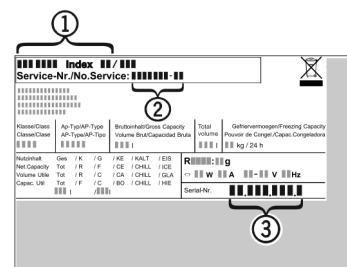 1
Index /
Service-Nr./No.Service: -
2
Klasse/Class Ap-Typ/AP-Type Bruttoinhalt/Gross Capacity Total Gefriervermoegen/Freezing Capacity
Classe/Clase AP-Type/AP-Tipo Volume Brut/Capacidad Bruta volume Pouvoir de Congel./Capac.Congeladora
l l kg / 24 h
Nutzinhalt Ges / K / G / KE / KALT / EIS
Net.Capacity Tot / R / F / CE / CHILL / ICE
Volume Utile Tot / R / C / CA / CHILL / GLA
Capac. Util Tot / F / C / BO / CHILL / HIE
l / l
R : g
W A - V Hz
Serial-Nr.
3